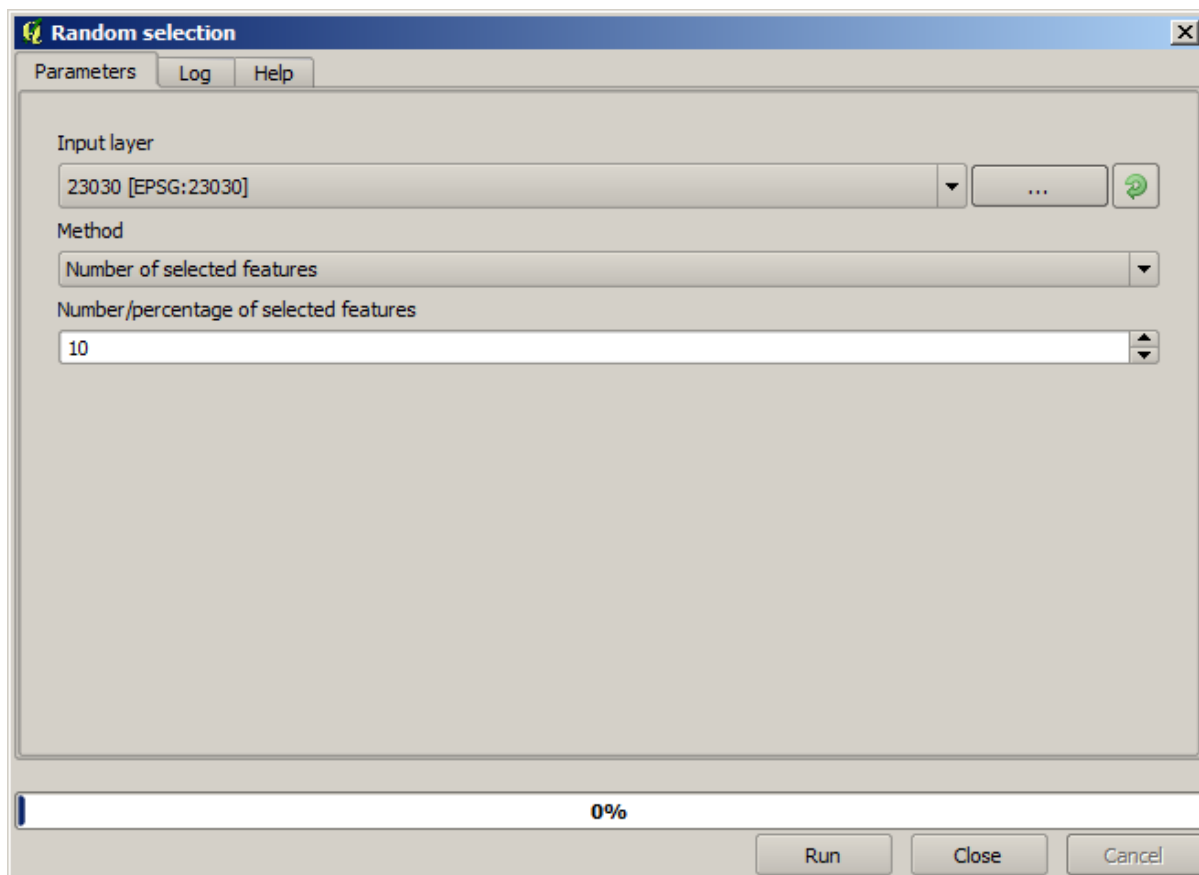 Random selection
Parameters Log Help
Input layer
23030 [EPSG:23030] ...
Method
Number of selected features
Number/percentage of selected features
10
0%
Run Close Cancel